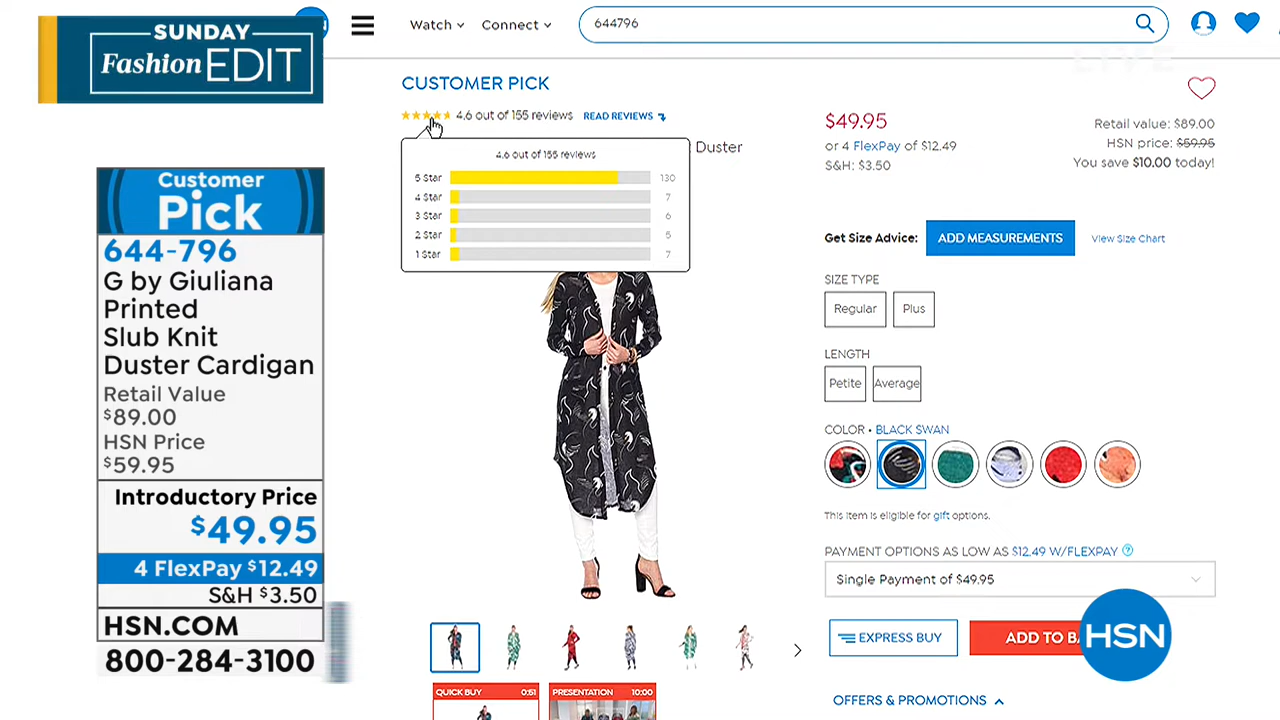 SUNDAY
Fashion EDIT
Customer
Pick
644-796
G by Giuliana
Printed
Slub Knit
Duster Cardigan
Retail Value
$89.00
HSN Price
$59.95
Introductory Price
$49.95
4 FlexPay $12.49
S&H $3.50
HSN.COM
800-284-3100
Watch
Connect
644796
LIVE
CUSTOMER PICK
4.6 out of 155 reviews READ REVIEWS
Duster
4.6 out of 155 reviews
5 Star 130
4 Star 7
3 Star 6
2 Star 5
1 Star 7
$49.95
or 4 FlexPay of $12.49
S&H: $3.50
Retail value: $89.00
HSN price: $59.95
You save $10.00 today!
Get Size Advice: ADD MEASUREMENTS View Size Chart
SIZE TYPE
Regular Plus
LENGTH
Petite Average
COLOR • BLACK SWAN
This item is eligible for gift options.
PAYMENT OPTIONS AS LOW AS $12.49 W/FLEXPAY ?
Single Payment of $49.95
EXPRESS BUY ADD TO BA
HSN
OFFERS & PROMOTIONS
QUICK BUY 0:51
PRESENTATION 10:00